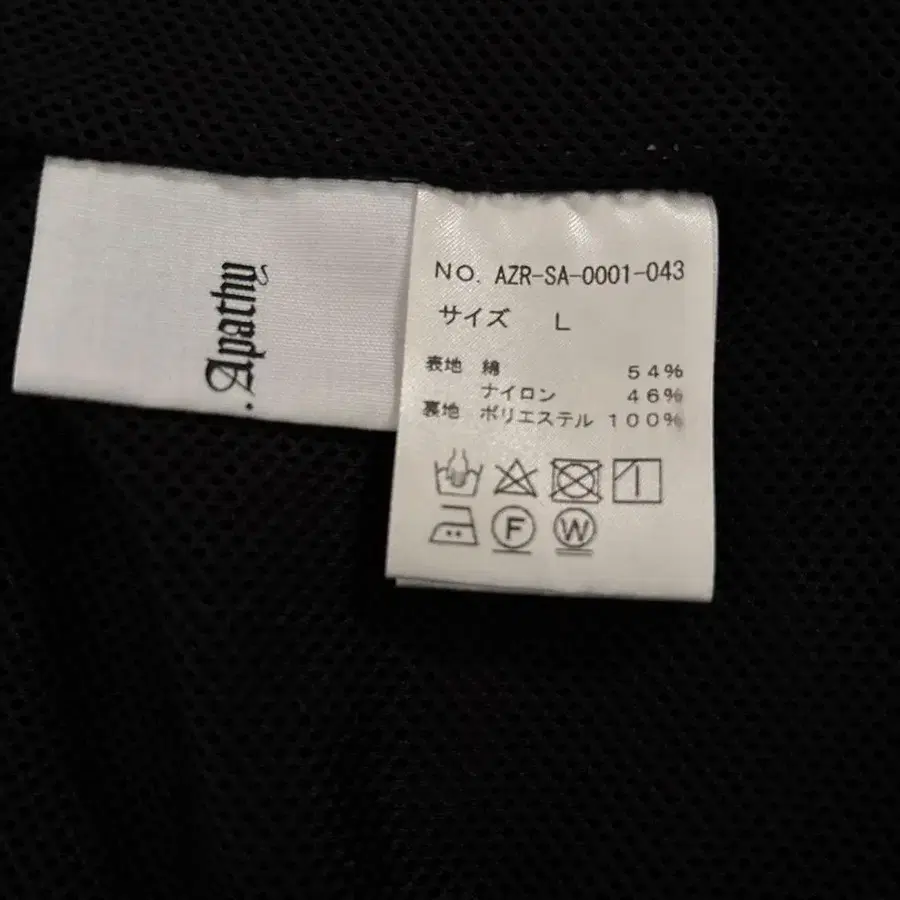 .Apathy
NO. AZR-SA-0001-043
サイズ L
表地 綿 54%
ナイロン 46%
裏地 ポリエステル 100%
F W